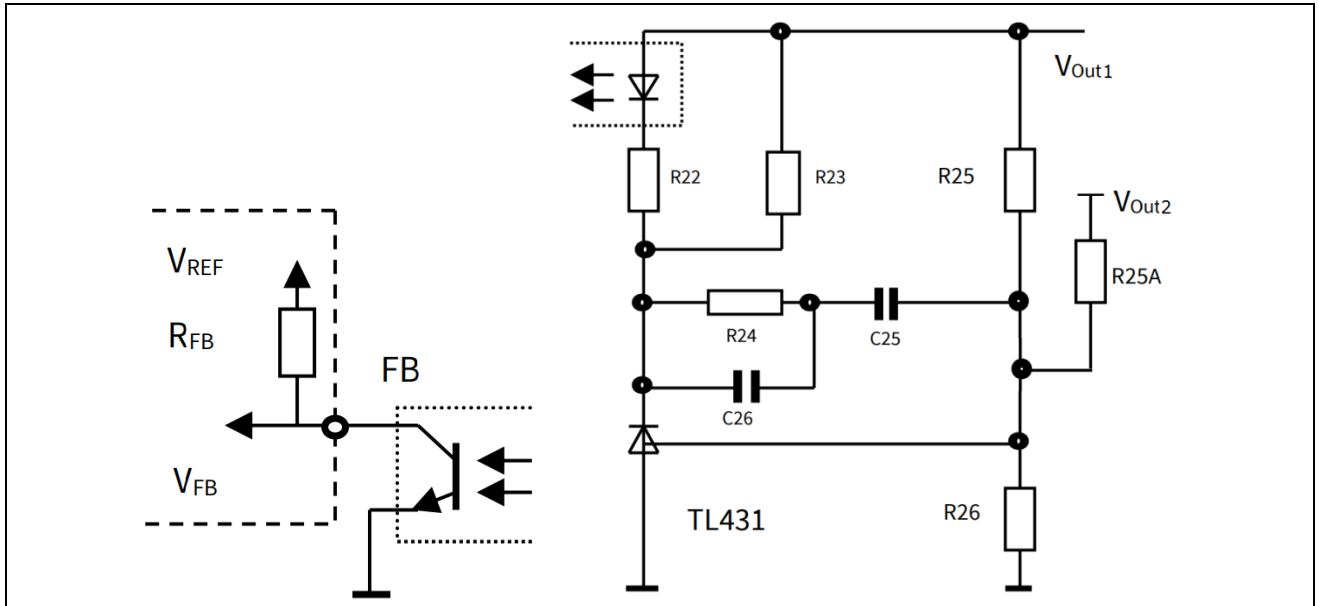 VOut1
R22
R23
R25
VOut2
VREF
R25A
RFB
R24
C25
FB
C26
VFB
TL431
R26